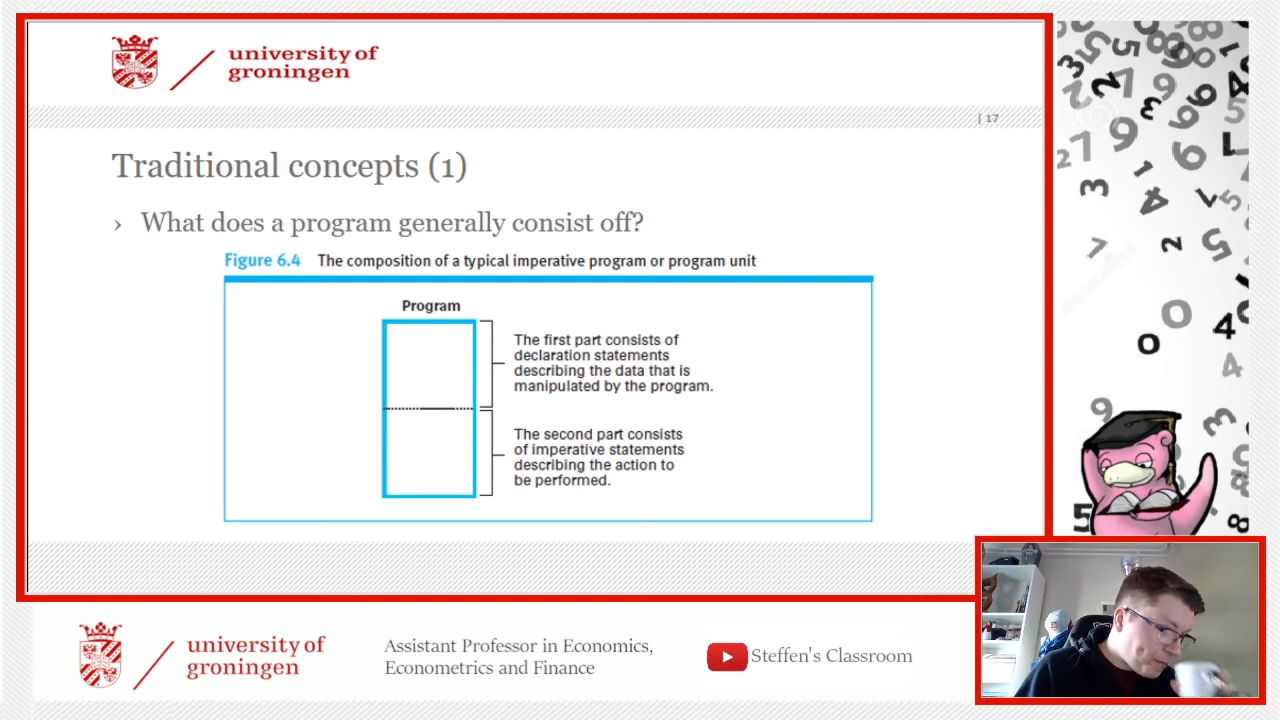 university of
groningen
| 17
Traditional concepts (1)
› What does a program generally consist off?
Figure 6.4 The composition of a typical imperative program or program unit
Program
The first part consists of
declaration statements
describing the data that is
manipulated by the program.
The second part consists
of imperative statements
describing the action to
be performed.
university of
groningen
Assistant Professor in Economics,
Econometrics and Finance
Steffen's Classroom